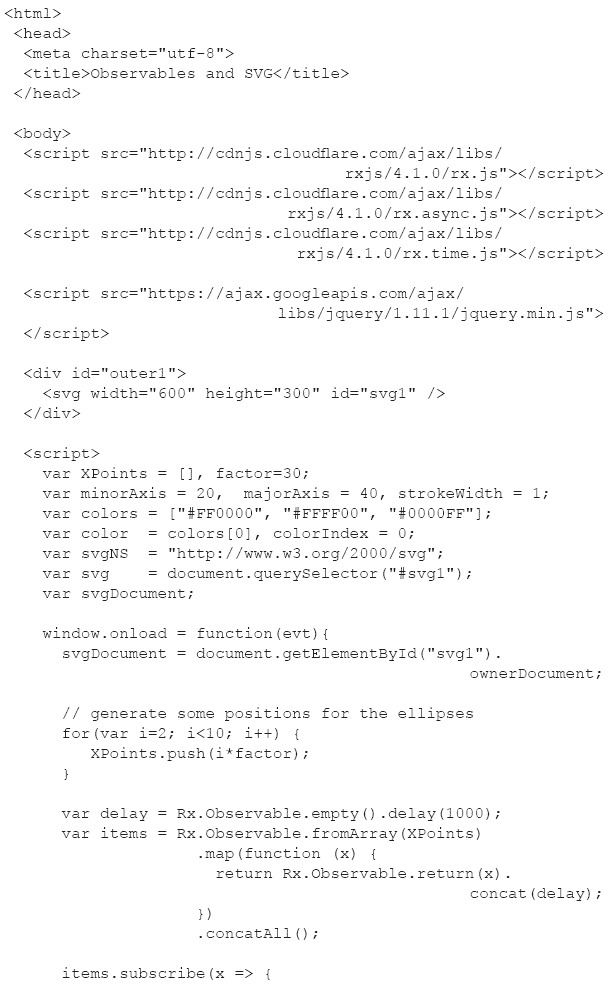 <html>
 <head>
  <meta charset="utf-8">
  <title>Observables and SVG</title>
 </head>

 <body>
  <script src="http://cdnjs.cloudflare.com/ajax/libs/
                                   rxjs/4.1.0/rx.js"></script>
  <script src="http://cdnjs.cloudflare.com/ajax/libs/
                             rxjs/4.1.0/rx.async.js"></script>
  <script src="http://cdnjs.cloudflare.com/ajax/libs/
                              rxjs/4.1.0/rx.time.js"></script>

  <script src="https://ajax.googleapis.com/ajax/
                            libs/jquery/1.11.1/jquery.min.js">
  </script>

  <div id="outer1">
    <svg width="600" height="300" id="svg1" />
  </div>

  <script>
    var XPoints = [], factor=30;
    var minorAxis = 20,  majorAxis = 40, strokeWidth = 1;
    var colors = ["#FF0000", "#FFFF00", "#0000FF"];
    var color  = colors[0], colorIndex = 0;
    var svgNS  = "http://www.w3.org/2000/svg";
    var svg    = document.querySelector("#svg1");
    var svgDocument;

    window.onload = function(evt){
      svgDocument = document.getElementById("svg1").
                                                ownerDocument;

      // generate some positions for the ellipses
      for(var i=2; i<10; i++) {
         XPoints.push(i*factor);
      }

      var delay = Rx.Observable.empty().delay(1000);
      var items = Rx.Observable.fromArray(XPoints)
                    .map(function (x) {
                      return Rx.Observable.return(x).
                                                concat(delay);
                    })
                    .concatAll();

      items.subscribe(x => {